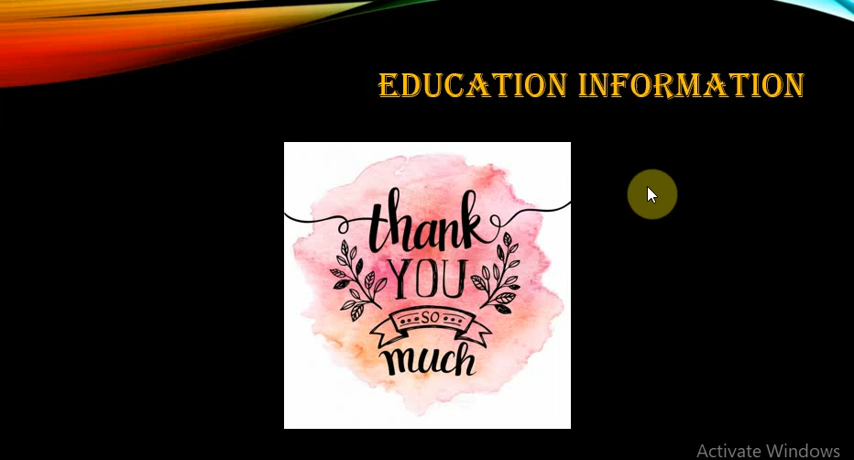 EDUCATION INFORMATION
thank
YOU
SO
much
Activate Windows